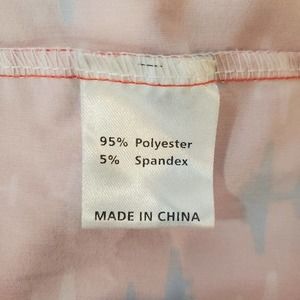 95% Polyester
5% Spandex
MADE IN CHINA